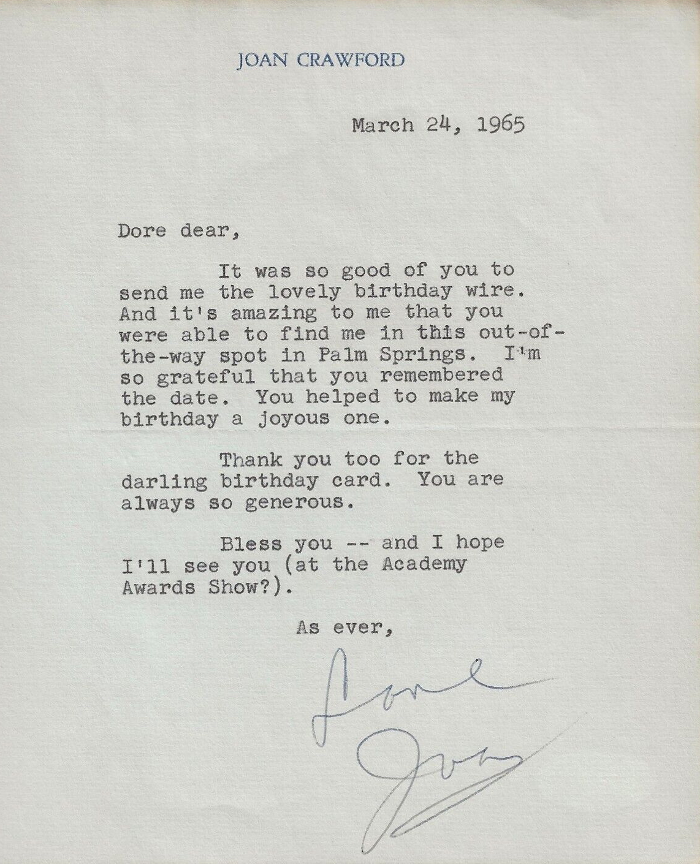 JOAN CRAWFORD
March 24, 1965
Dore dear,
It was so good of you to
send me the lovely birthday wire.
And it's amazing to me that you
were able to find me in this out-of-
the-way spot in Palm Springs. I'm
so grateful that you remembered
the date. You helped to make my
birthday a joyous one.
Thank you too for the
darling birthday card. You are
always so generous.
Bless you -- and I hope
I'll see you (at the Academy
Awards Show?).
As ever,
Love
Joan